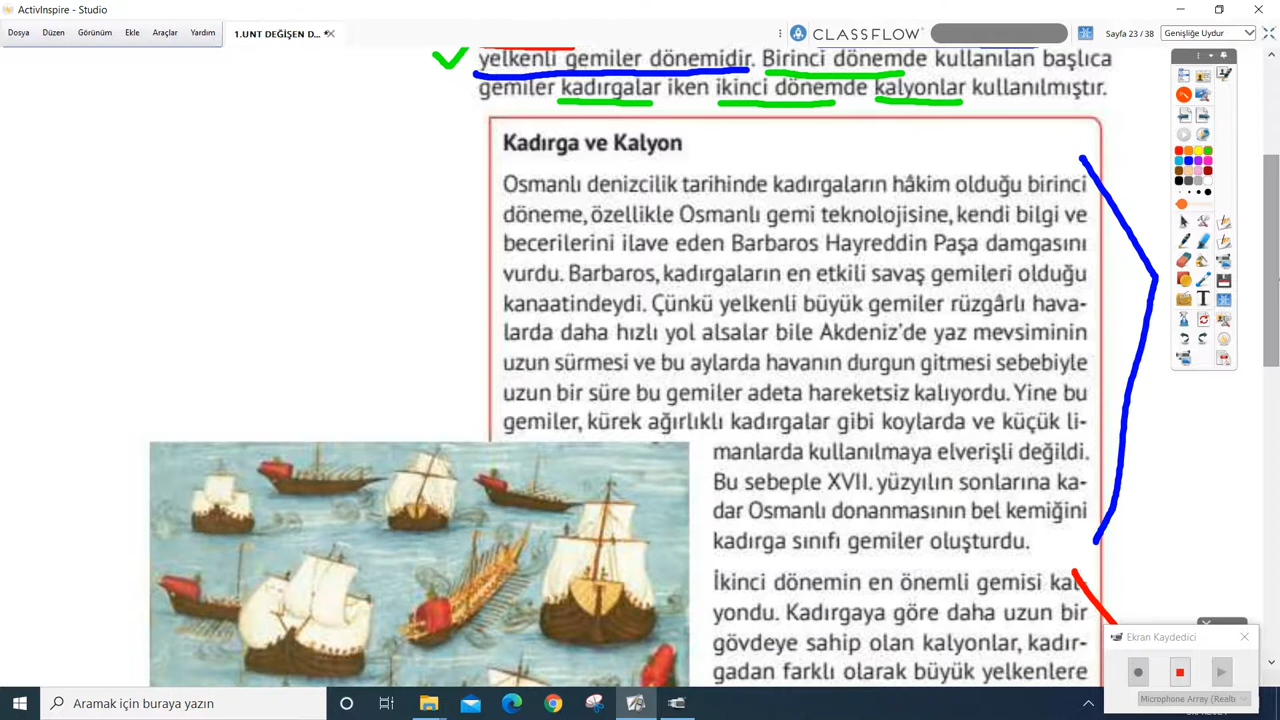 ActivInspire - Studio
Dosya Düzen Görünüm Ekle Araçlar Yardım
1.UNT DEĞİŞEN D...
CLASSFLOW
Sayfa 23 / 38
Genişliğe Uydur
yelkenli gemiler dönemidir. Birinci dönemde kullanılan başlıca
gemiler kadırgalar iken ikinci dönemde kalyonlar kullanılmıştır.
Kadırga ve Kalyon
Osmanlı denizcilik tarihinde kadırgaların hâkim olduğu birinci
döneme, özellikle Osmanlı gemi teknolojisine, kendi bilgi ve
becerilerini ilave eden Barbaros Hayreddin Paşa damgasını
vurdu. Barbaros, kadırgaların en etkili savaş gemileri olduğu
kanaatindeydi. Çünkü yelkenli büyük gemiler rüzgârlı hava-
larda daha hızlı yol alsalar bile Akdeniz'de yaz mevsiminin
uzun sürmesi ve bu aylarda havanın durgun gitmesi sebebiyle
uzun bir süre bu gemiler adeta hareketsiz kalıyordu. Yine bu
gemiler, kürek ağırlıklı kadırgalar gibi koylarda ve küçük li-
manlarda kullanılmaya elverişli değildi.
Bu sebeple XVII. yüzyılın sonlarına ka-
dar Osmanlı donanmasının bel kemiğini
kadırga sınıfı gemiler oluşturdu.
İkinci dönemin en önemli gemisi kal-
yondu. Kadırgaya göre daha uzun bir
gövdeye sahip olan kalyonlar, kadır-
gadan farklı olarak büyük yelkenlere
Ekran Kaydedici
Microphone Array (Realt
Aramak için buraya yazın